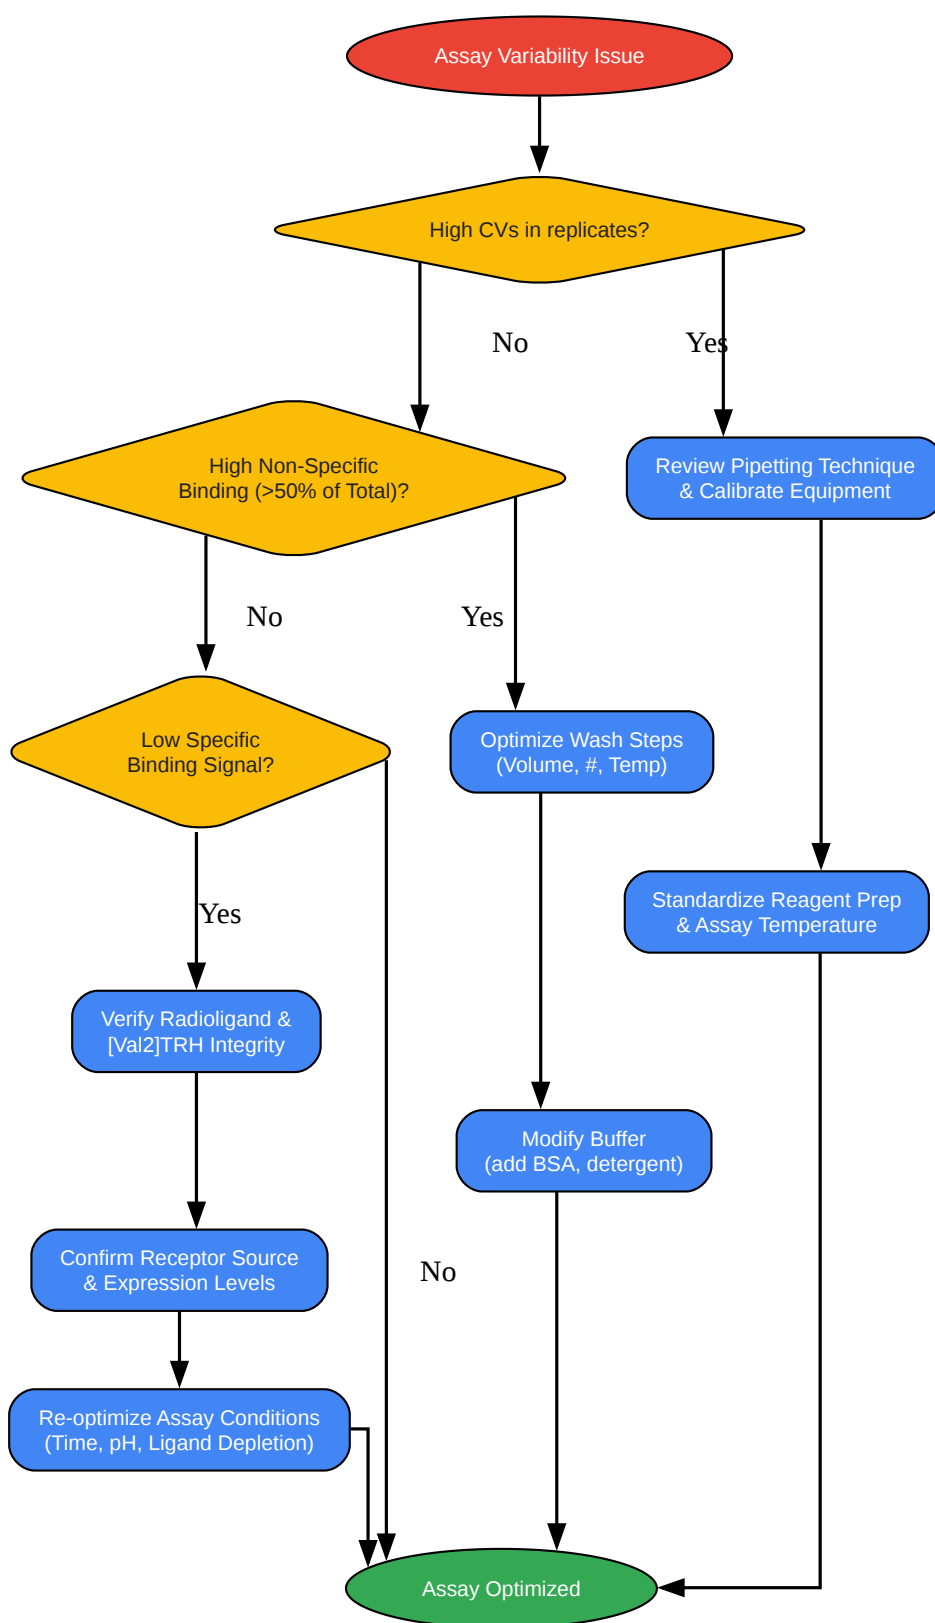 Assay Variability Issue
High CVs in replicates?
No
Yes
High Non-Specific
Binding (>50% of Total)?
Review Pipetting Technique
& Calibrate Equipment
No
Yes
Low Specific
Binding Signal?
Optimize Wash Steps
(Volume, #, Temp)
Yes
Standardize Reagent Prep
& Assay Temperature
Verify Radioligand &
[Val2]TRH Integrity
Modify Buffer
(add BSA, detergent)
Confirm Receptor Source
& Expression Levels
No
Re-optimize Assay Conditions
(Time, pH, Ligand Depletion)
Assay Optimized